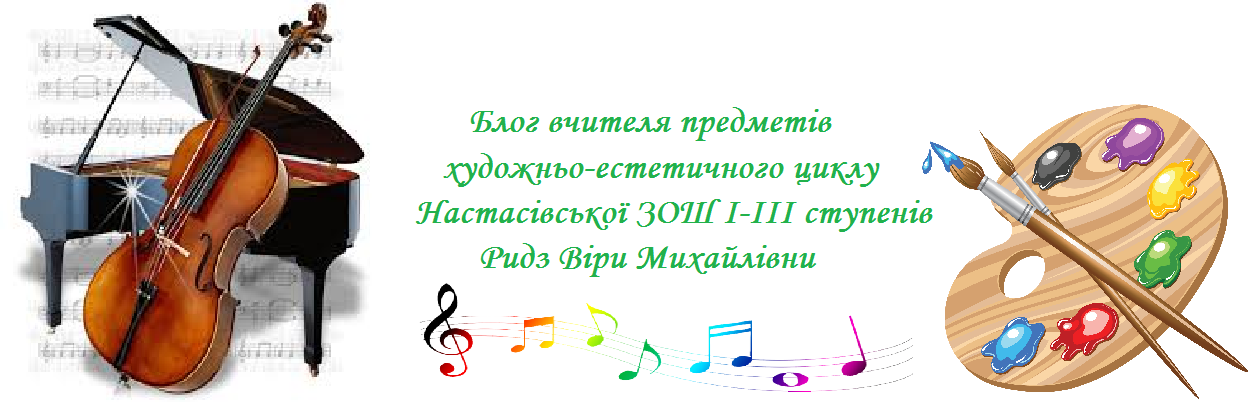 Блог вчителя предметів
художньо-естетичного циклу
Настасівської ЗОШ І-ІІІ ступенів
Ридз Віри Михайлівни